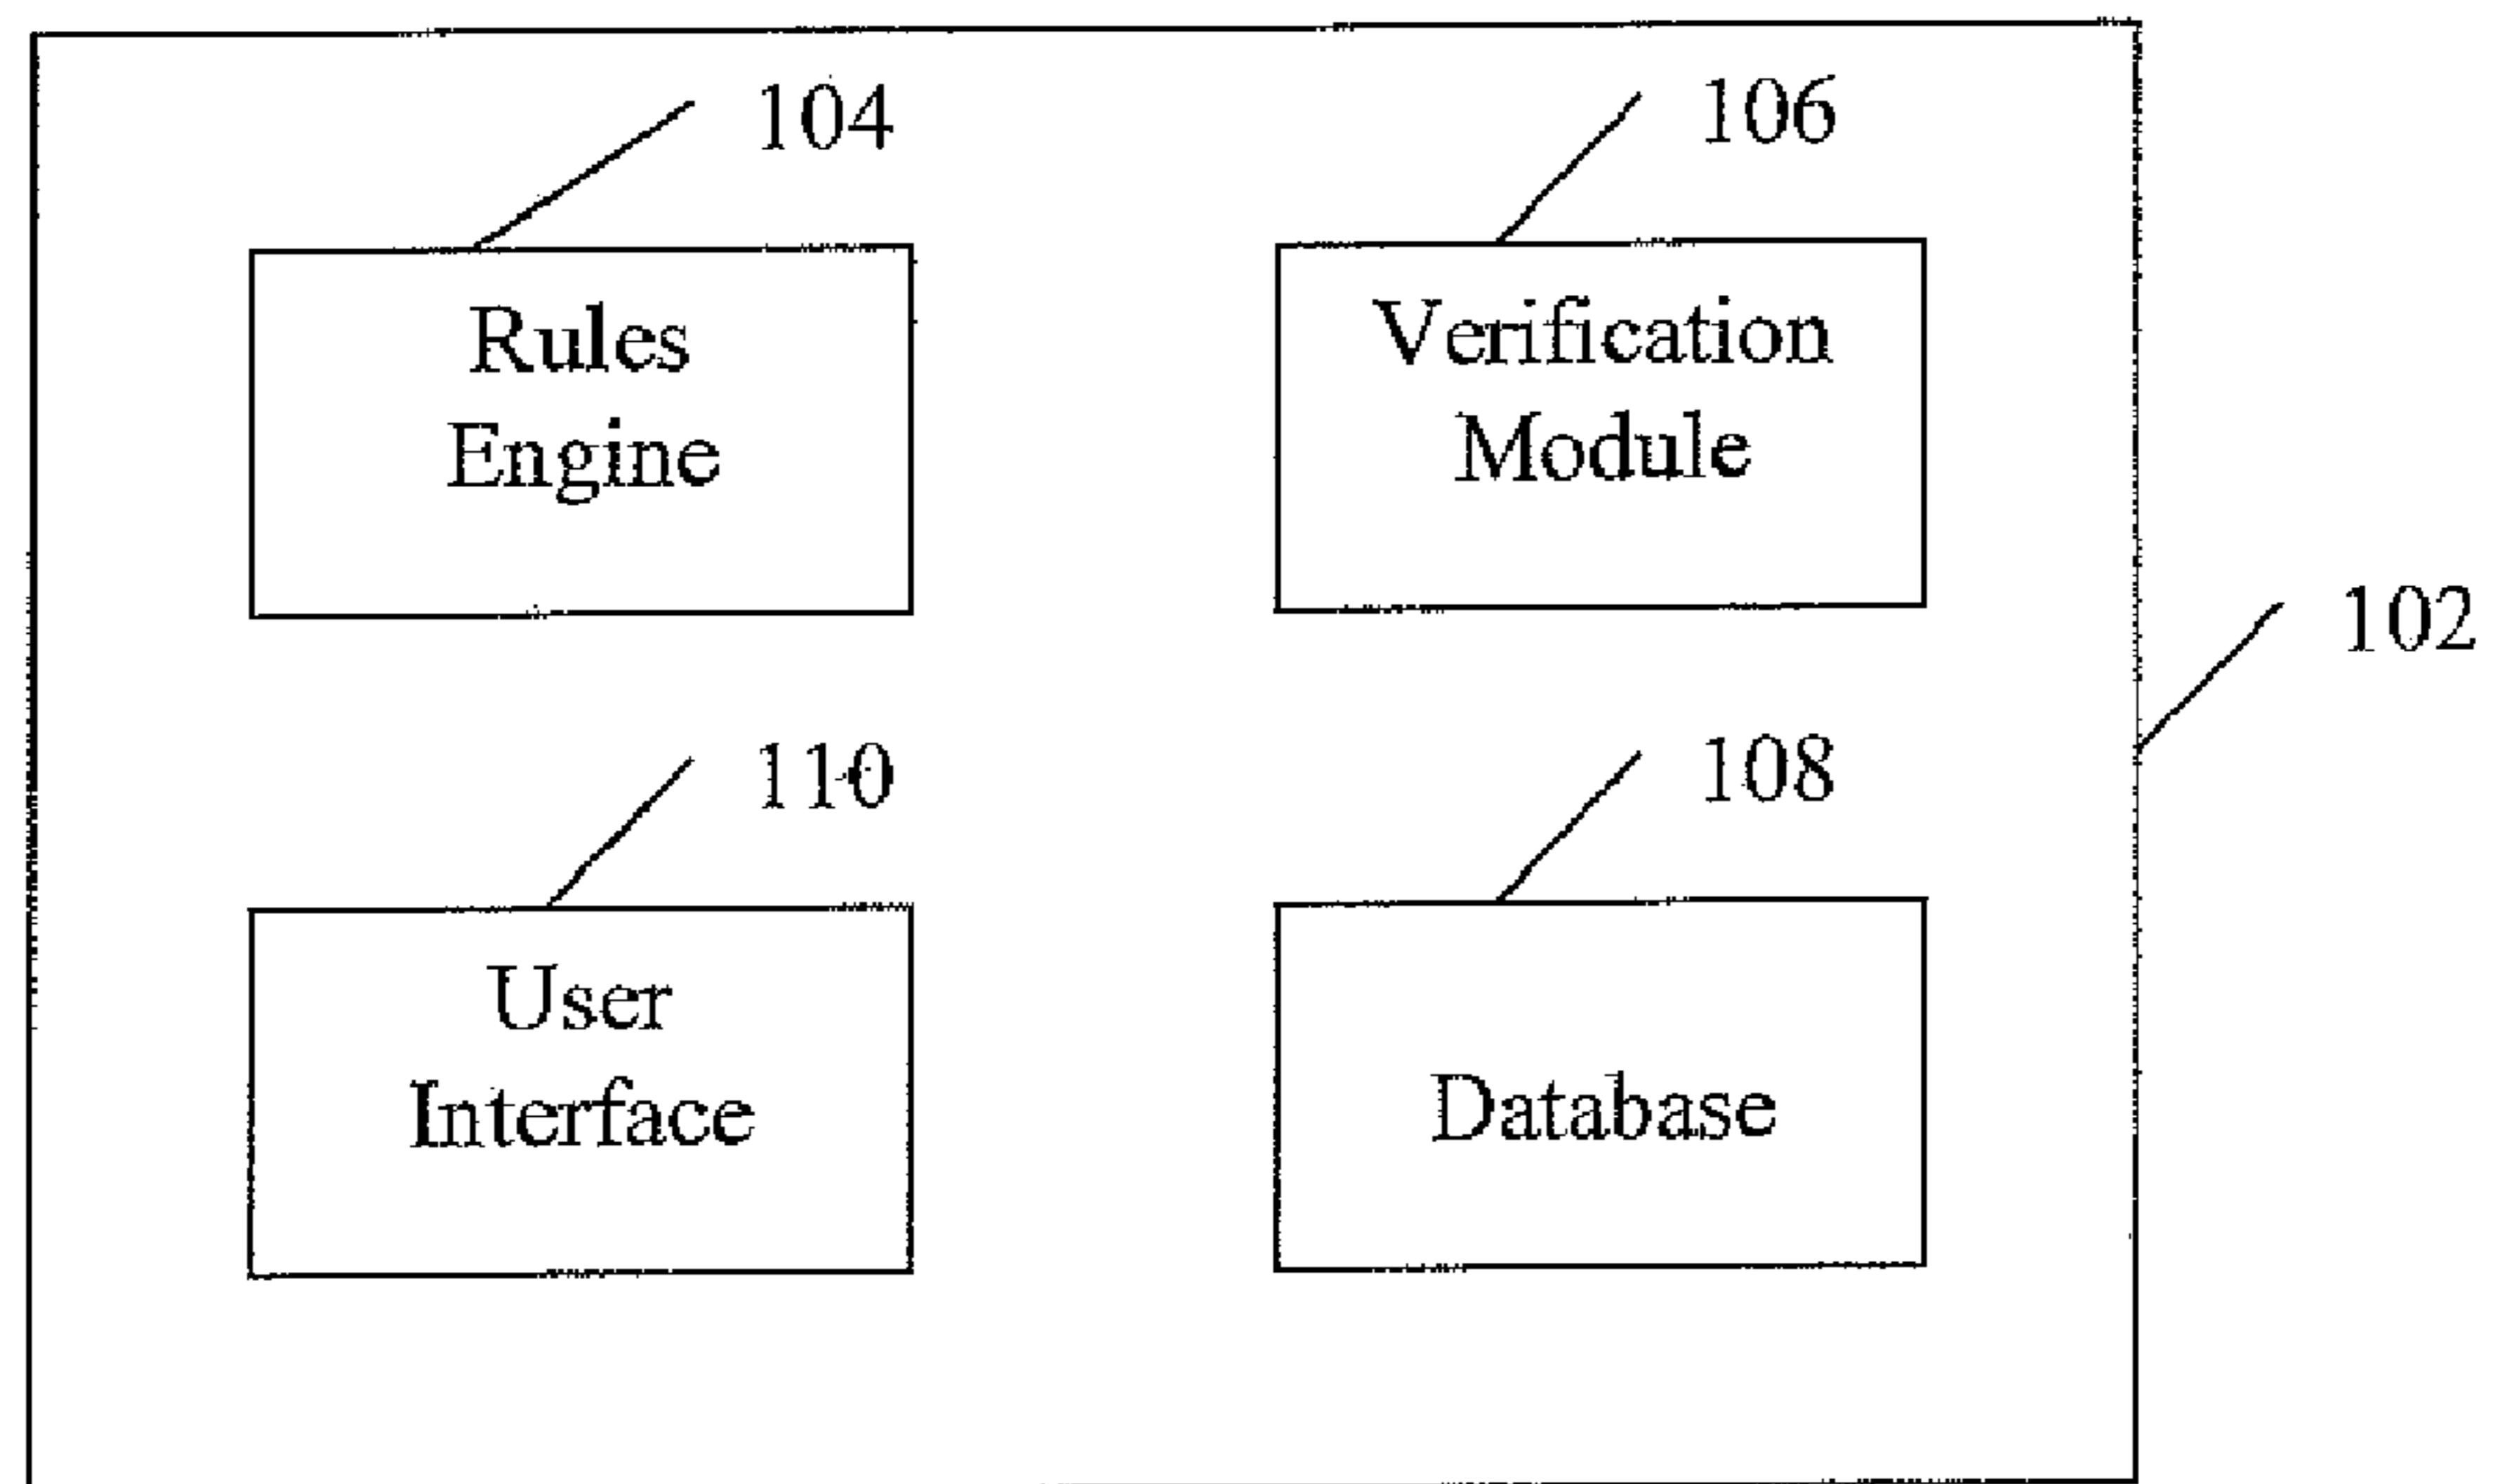 104
106
Rules
Engine
Verification
Module
102
110
108
User
Interface
Database